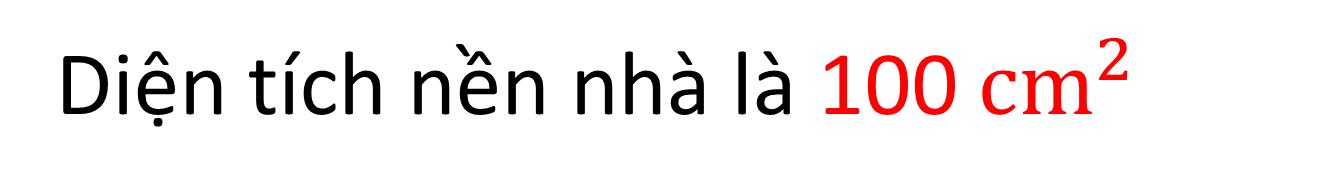 Diện tích nền nhà là 100 cm²